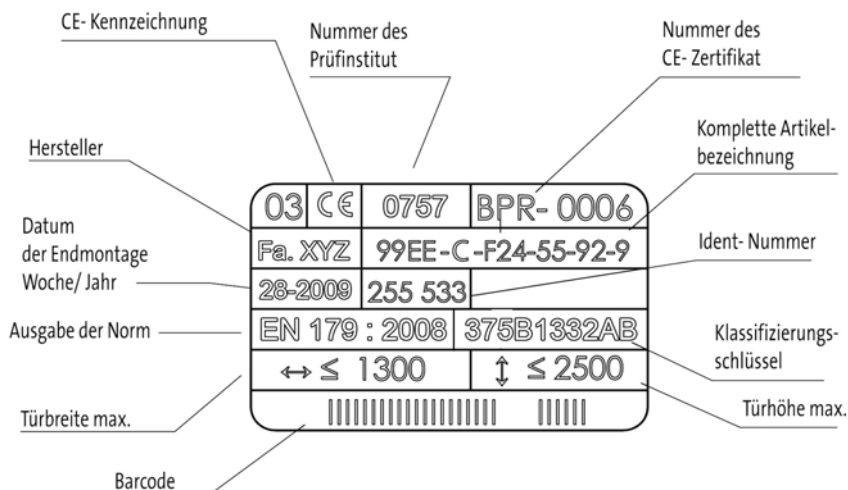 CE- Kennzeichnung
Nummer des
Prüfinstitut
Nummer des
CE- Zertifikat
Komplette Artikel-
bezeichnung
Hersteller
Datum
der Endmontage
Woche/ Jahr
Ident- Nummer
Ausgabe der Norm
Klassifizierungs-
schlüssel
Türbreite max.
Türhöhe max.
Barcode
03 CE 0757 BPR- 0006
Fa. XYZ 99EE-C-F24-55-92-9
28-2009 255 533
EN 179 : 2008 375B1332AB
↔ ≤ 1300 ↕ ≤ 2500